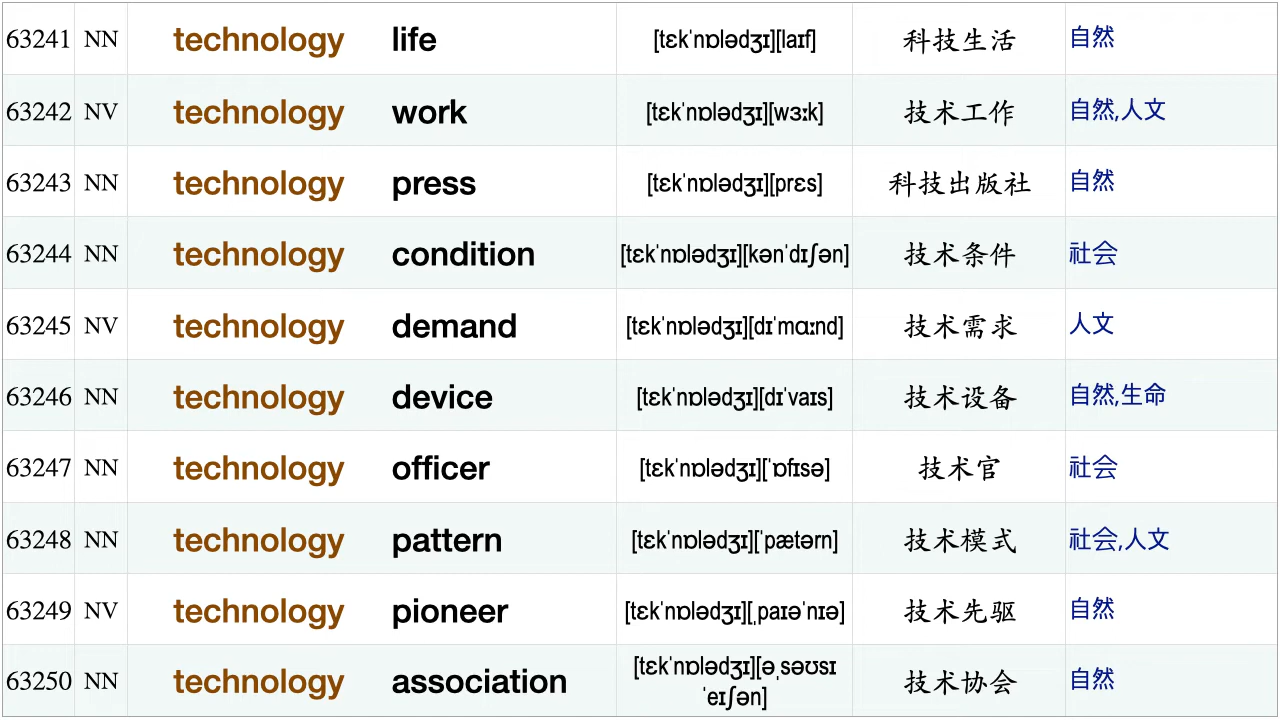 63241 NN technology life [tɛkˈnɒlədʒɪ][laɪf] 科技生活 自然
63242 NV technology work [tɛkˈnɒlədʒɪ][wɜːk] 技术工作 自然,人文
63243 NN technology press [tɛkˈnɒlədʒɪ][prɛs] 科技出版社 自然
63244 NN technology condition [tɛkˈnɒlədʒɪ][kənˈdɪʃən] 技术条件 社会
63245 NV technology demand [tɛkˈnɒlədʒɪ][dɪˈmɑːnd] 技术需求 人文
63246 NN technology device [tɛkˈnɒlədʒɪ][dɪˈvaɪs] 技术设备 自然,生命
63247 NN technology officer [tɛkˈnɒlədʒɪ][ˈɒfɪsə] 技术官 社会
63248 NN technology pattern [tɛkˈnɒlədʒɪ][ˈpætərn] 技术模式 社会,人文
63249 NV technology pioneer [tɛkˈnɒlədʒɪ][ˌpaɪəˈnɪə] 技术先驱 自然
63250 NN technology association [tɛkˈnɒlədʒɪ][əˌsəʊsɪ
ˈeɪʃən] 技术协会 自然